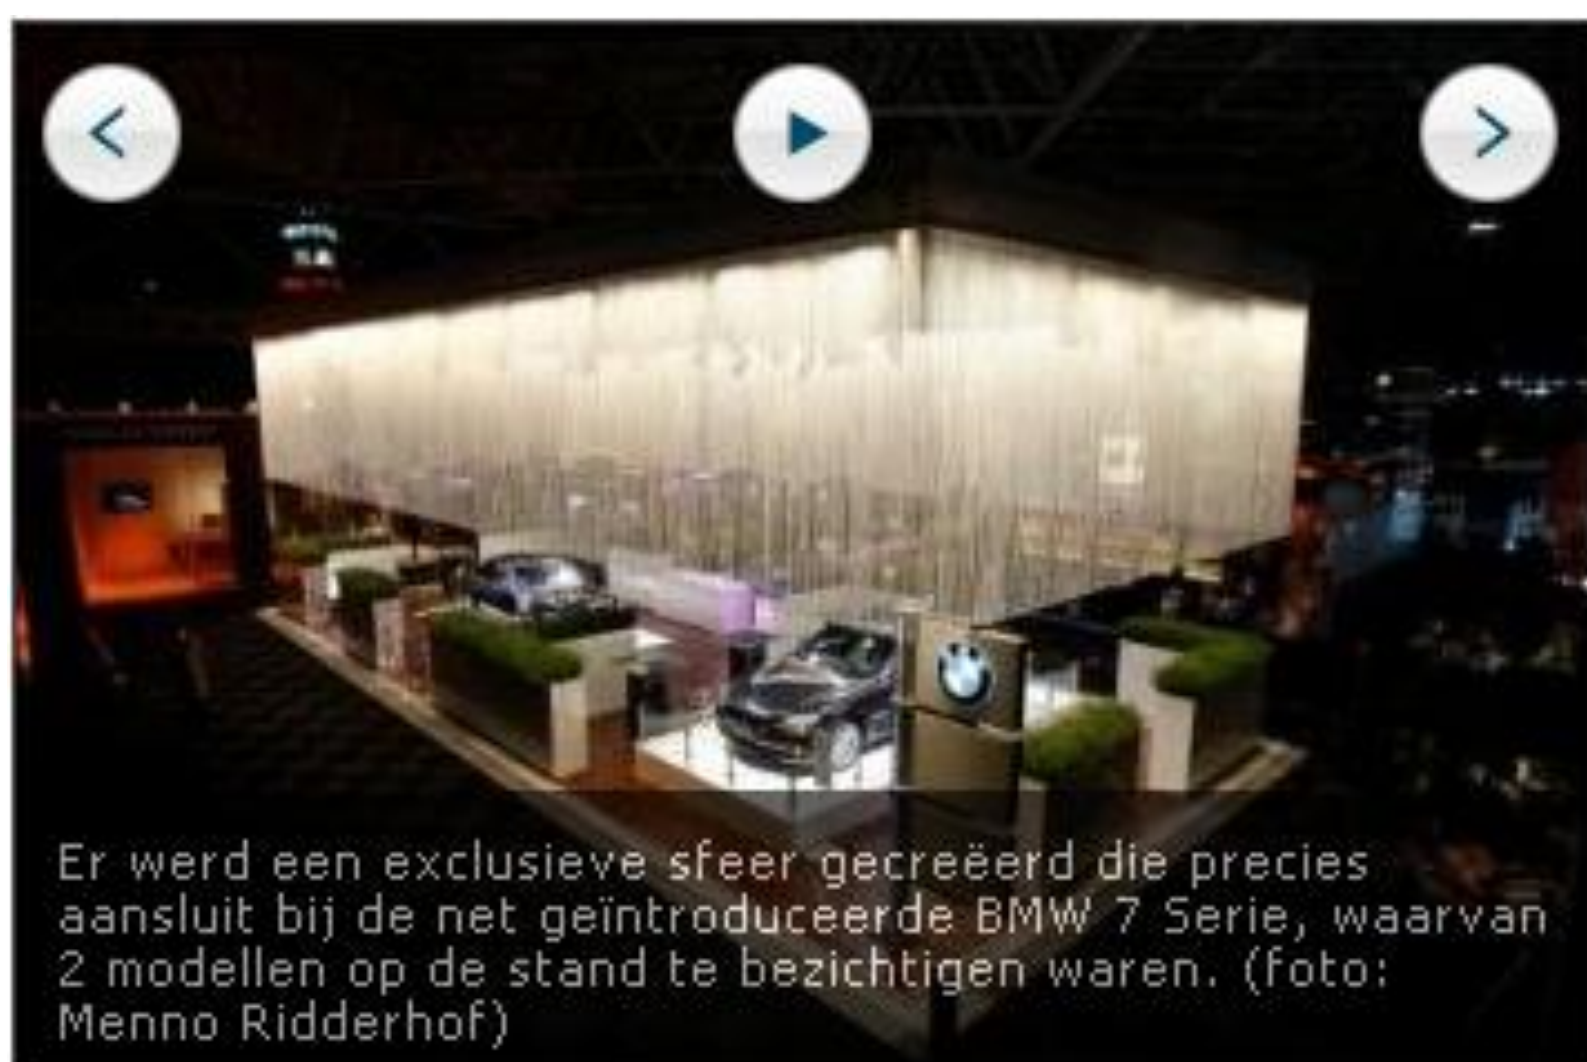 Er werd een exclusieve sfeer gecreëerd die precies
aansluit bij de net geïntroduceerde BMW 7 Serie, waarvan
2 modellen op de stand te bezichtigen waren. (foto:
Menno Ridderhof)